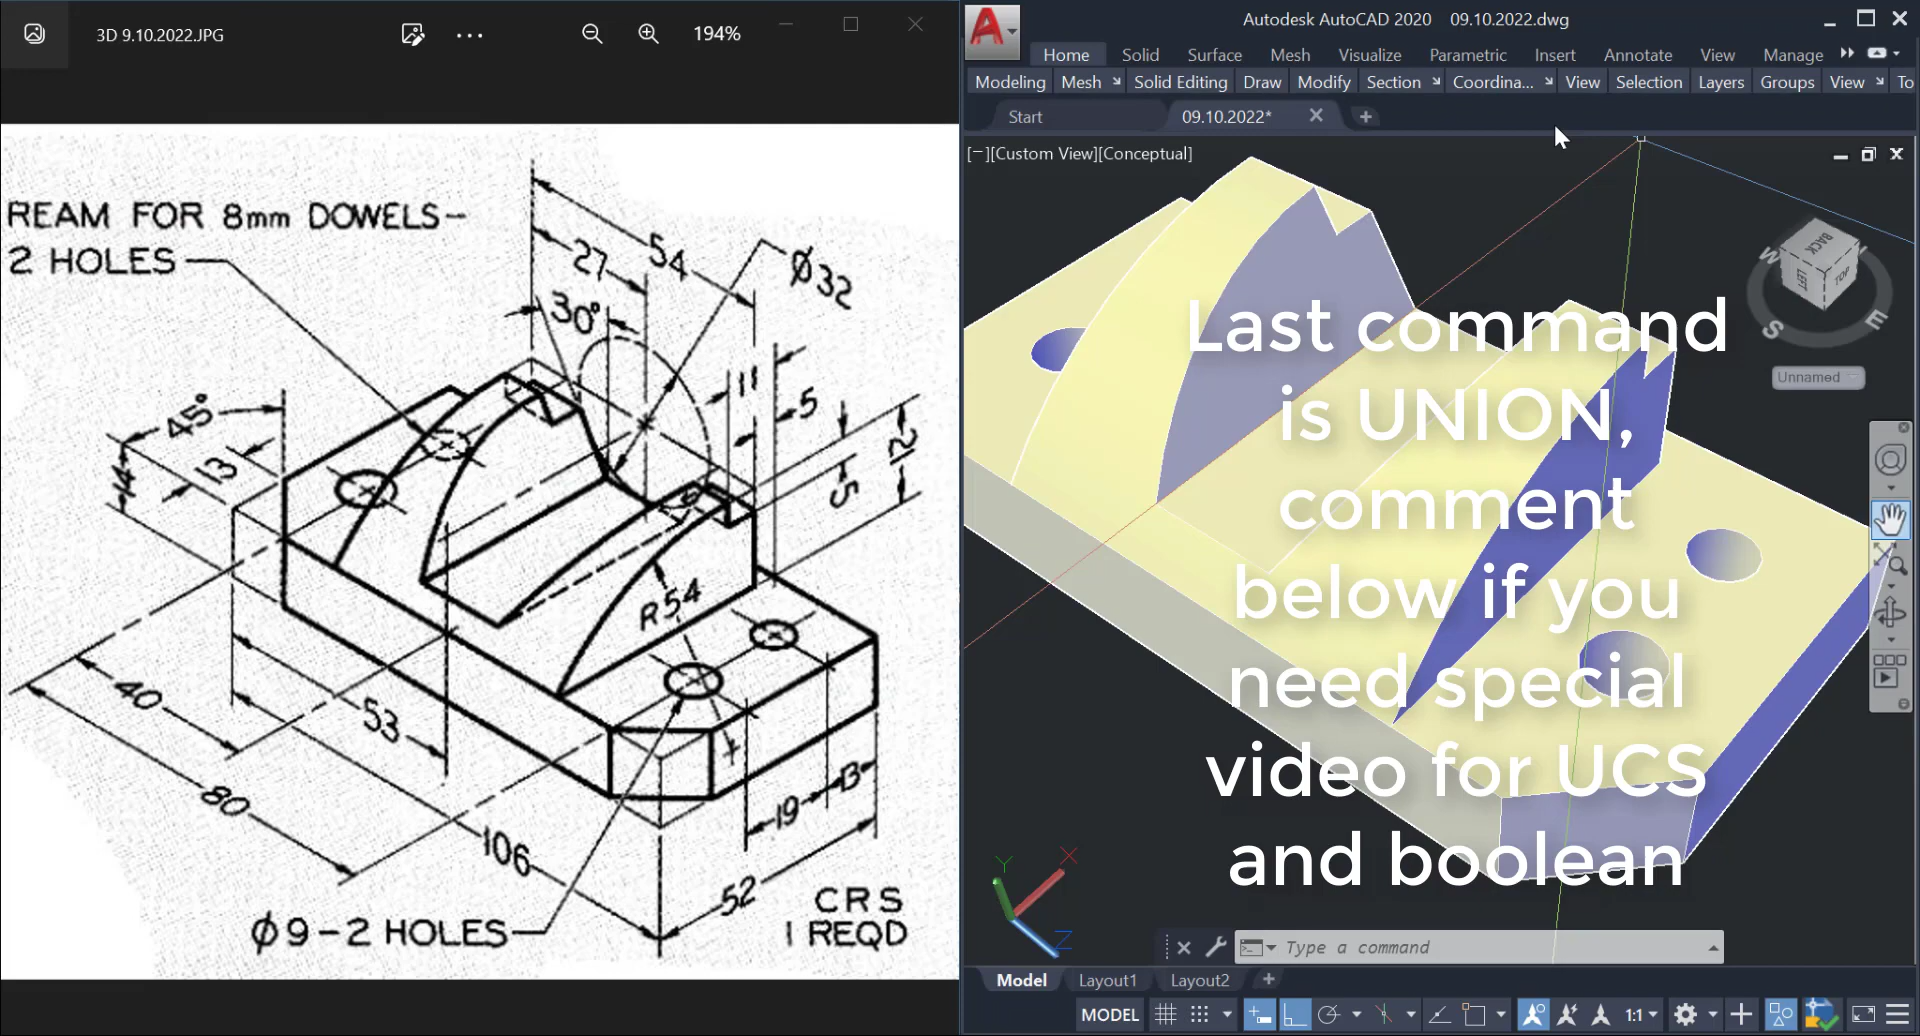 3D 9.10.2022.JPG
194%
REAM FOR 8mm DOWELS-
2 HOLES
54
27
Ø32
30°
11
5
45°
13
14
5
21
R54
40
53
80
106
19
13
52
Ø9-2 HOLES
CRS
1 REQD
Autodesk AutoCAD 2020 09.10.2022.dwg
Home Solid Surface Mesh Visualize Parametric Insert Annotate View Manage
Modeling Mesh Solid Editing Draw Modify Section Coordina... View Selection Layers Groups View To
Start 09.10.2022*
[−][Custom View][Conceptual]
W
BACK
LEFT
TOP
S
E
Unnamed
Last command
is UNION,
comment
below if you
need special
video for UCS
and boolean
Y
X
Z
Type a command
Model Layout1 Layout2
MODEL 1:1